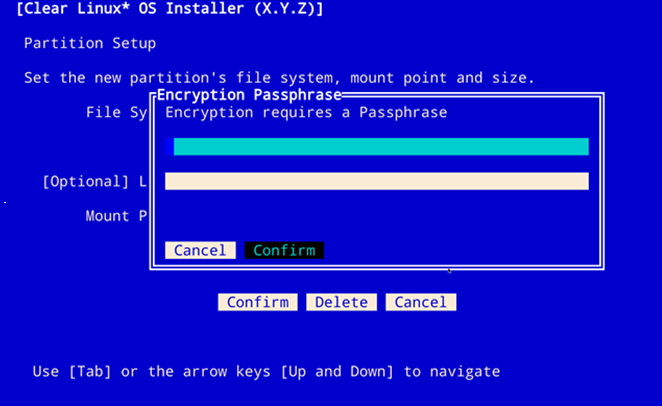 [Clear Linux* OS Installer (X.Y.Z)]
Partition Setup
Set the new partition's file system, mount point and size.
Encryption Passphrase
File Sy
Encryption requires a Passphrase
[Optional] L
Mount P
Cancel Confirm
Confirm Delete Cancel
Use [Tab] or the arrow keys [Up and Down] to navigate